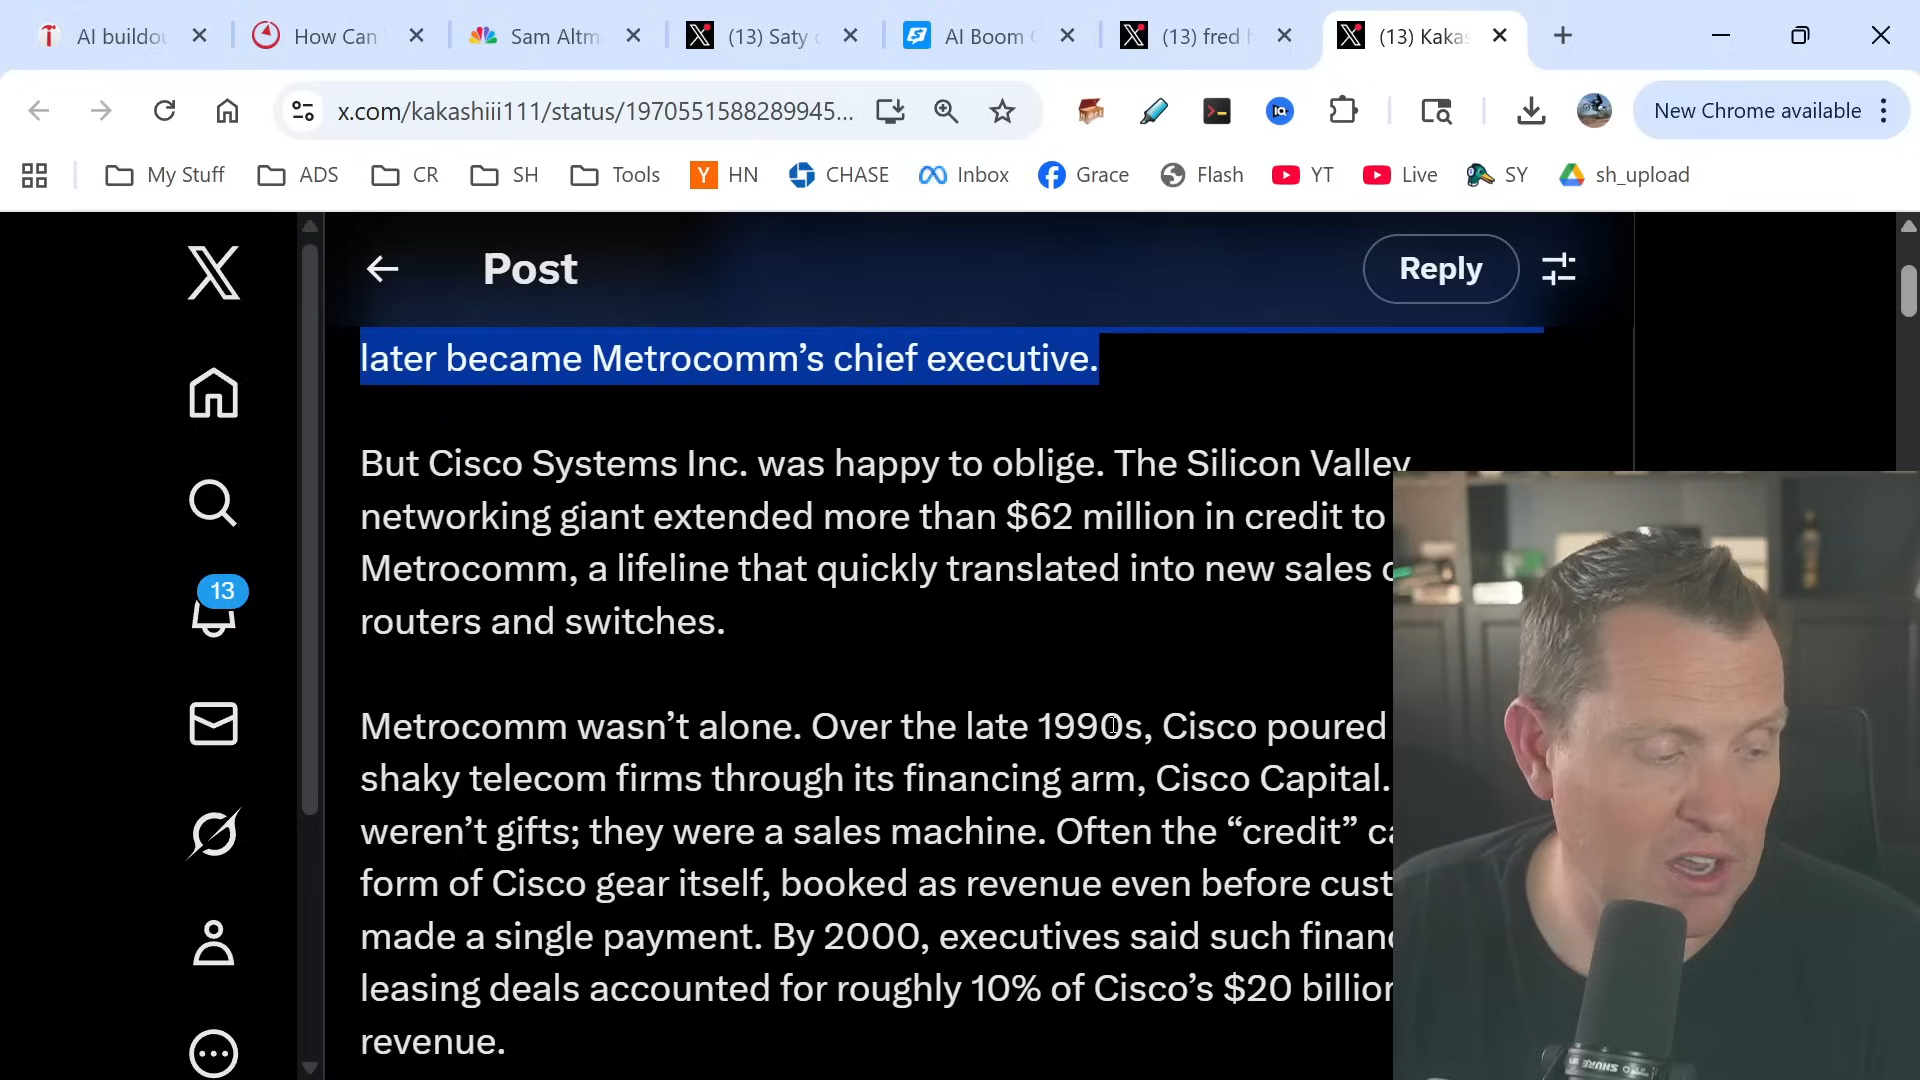 AI buildou
How Can
Sam Altm
(13) Saty
AI Boom
(13) fred h
(13) Kakas
x.com/kakashiii111/status/1970551588289945...
New Chrome available
My Stuff
ADS
CR
SH
Tools
HN
CHASE
Inbox
Grace
Flash
YT
Live
SY
sh_upload
Post
Reply
later became Metrocomm’s chief executive.
But Cisco Systems Inc. was happy to oblige. The Silicon Valley
networking giant extended more than $62 million in credit to
Metrocomm, a lifeline that quickly translated into new sales
routers and switches.
Metrocomm wasn’t alone. Over the late 1990s, Cisco poured
shaky telecom firms through its financing arm, Cisco Capital.
weren’t gifts; they were a sales machine. Often the “credit”
form of Cisco gear itself, booked as revenue even before
made a single payment. By 2000, executives said such
leasing deals accounted for roughly 10% of Cisco’s $20
revenue.
13
SHURE